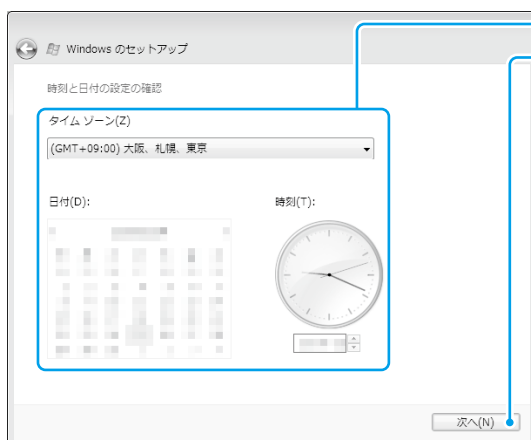 Windows のセットアップ
時刻と日付の設定の確認
タイム ゾーン(Z)
(GMT+09:00) 大阪、札幌、東京
日付(D):
時刻(T):
次へ(N)